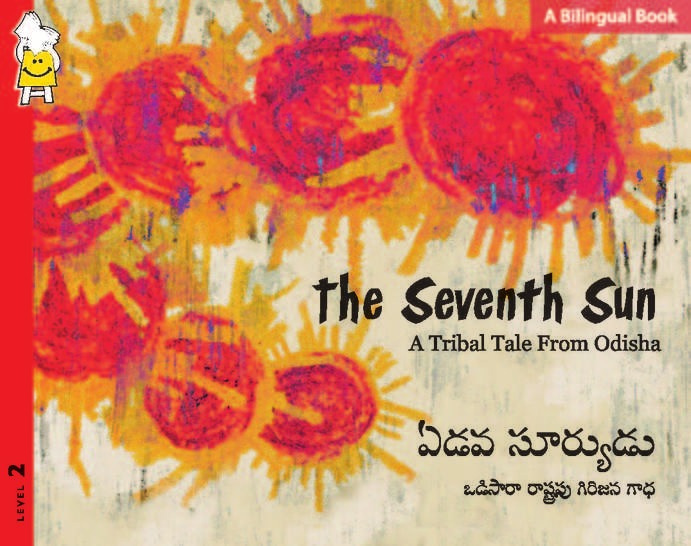 A Bilingual Book
The Seventh Sun
A Tribal Tale From Odisha
ఏడవ సూర్యుడు
ఒడిసారా రాష్ట్రపు గిరిజన గాధ
LEVEL 2